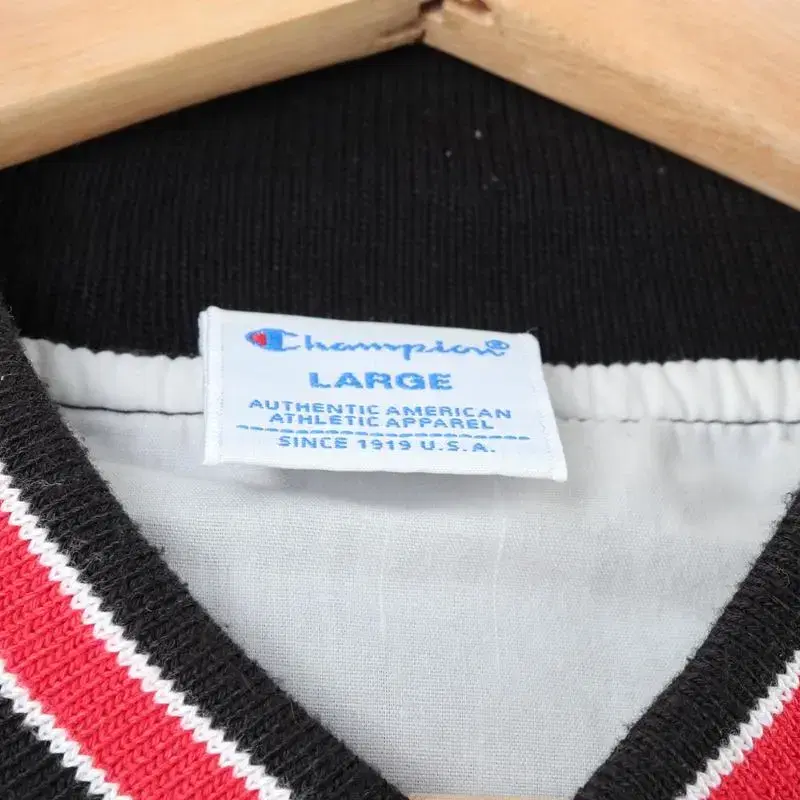 Champion®
LARGE
AUTHENTIC AMERICAN
ATHLETIC APPAREL
SINCE 1919 U.S.A.